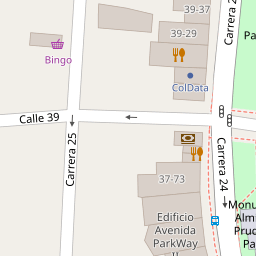 39-37
Carrera 2
39-29
Pa
Bingo
ColData
Calle 39
Carrera 25
Carrera 24
37-73
Monu
Alm
Pruc
Pa
Edificio
Avenida
ParkWay